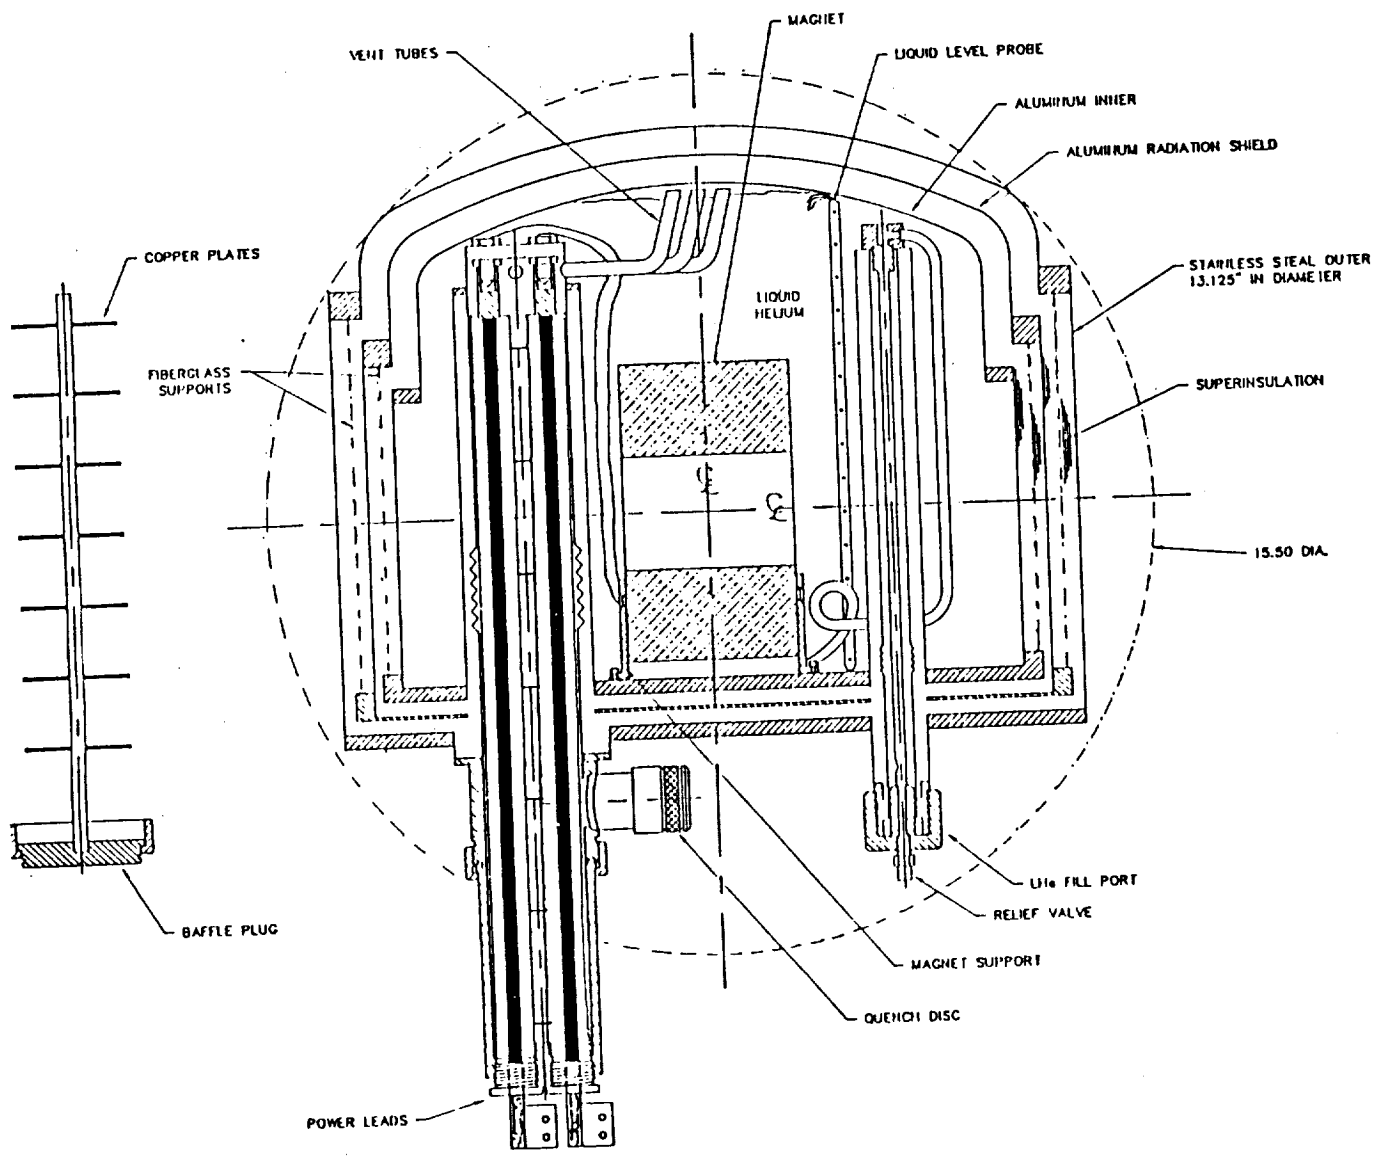 MAGNET
VENT TUBES
LIQUID LEVEL PROBE
ALUMINUM INNER
ALUMINUM RADIATION SHIELD
COPPER PLATES
STAINLESS STEAL OUTER
13.125" IN DIAMETER
LIQUID
HELIUM
FIBERGLASS
SUPPORTS
SUPERINSULATION
℄
℄
15.50 DIA.
LHe FILL PORT
RELIEF VALVE
BAFFLE PLUG
MAGNET SUPPORT
QUENCH DISC
POWER LEADS